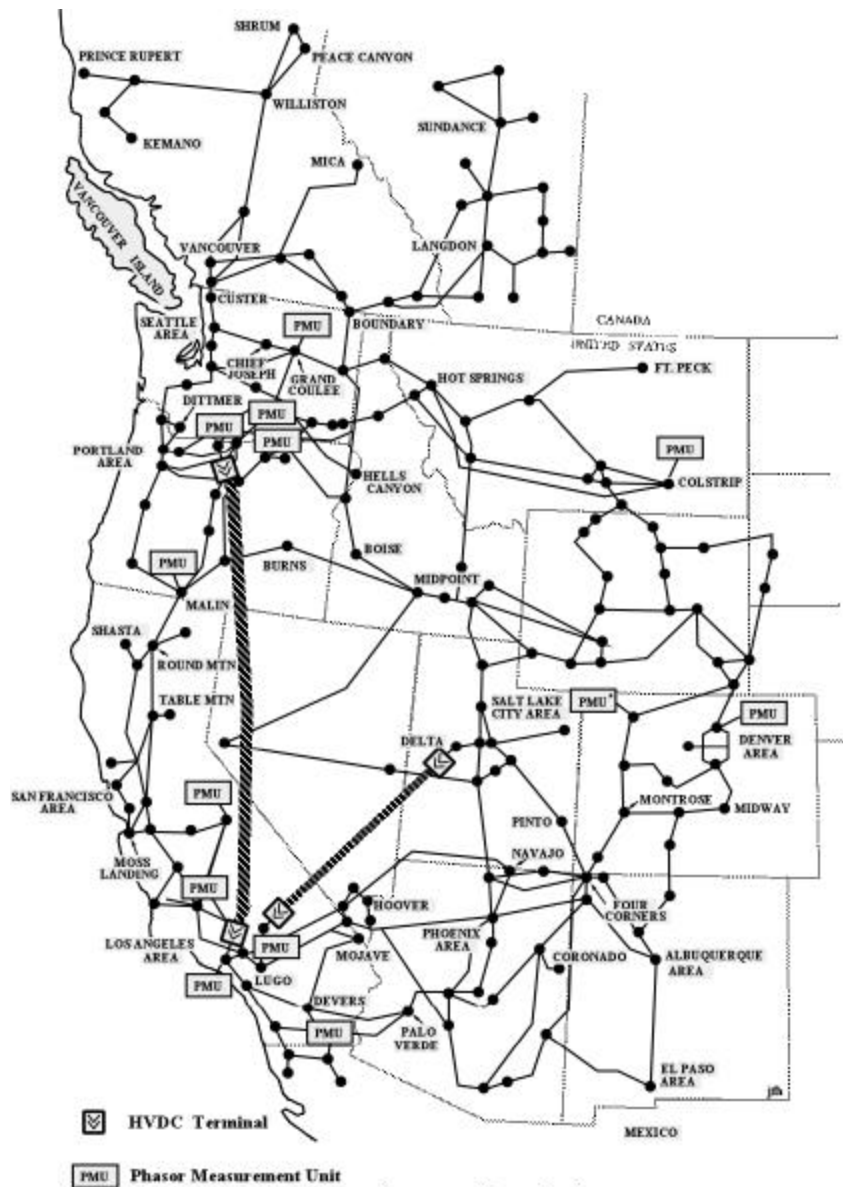 SHRUM
PEACE CANYON
PRINCE RUPERT
WILLISTON
KEMANO
SUNDANCE
MICA
VANCOUVER ISLAND
VANCOUVER
LANGDON
CUSTER
SEATTLE
AREA
BOUNDARY
CANADA
UNITED STATES
PMU
CHIEF
JOSEPH
GRAND
COULEE
HOT SPRINGS
FT. PECK
DITTMER
PMU
PMU
PMU
PORTLAND
AREA
PMU
HELLS
CANYON
COLSTRIP
PMU
BURNS
BOISE
MIDPOINT
MALIN
SHASTA
ROUND MTN
TABLE MTN
SALT LAKE
CITY AREA
PMU*
PMU
DELTA
DENVER
AREA
SAN FRANCISCO
AREA
PMU
MONTROSE
MIDWAY
PINTO
MOSS
LANDING
NAVAJO
PMU
HOOVER
FOUR
CORNERS
LOS ANGELES
AREA
PMU
MOJAVE
PHOENIX
AREA
CORONADO
ALBUQUERQUE
AREA
LUGO
PMU
DEVERS
PMU
PALO
VERDE
EL PASO
AREA
jfh
MEXICO
HVDC Terminal
PMU Phasor Measurement Unit